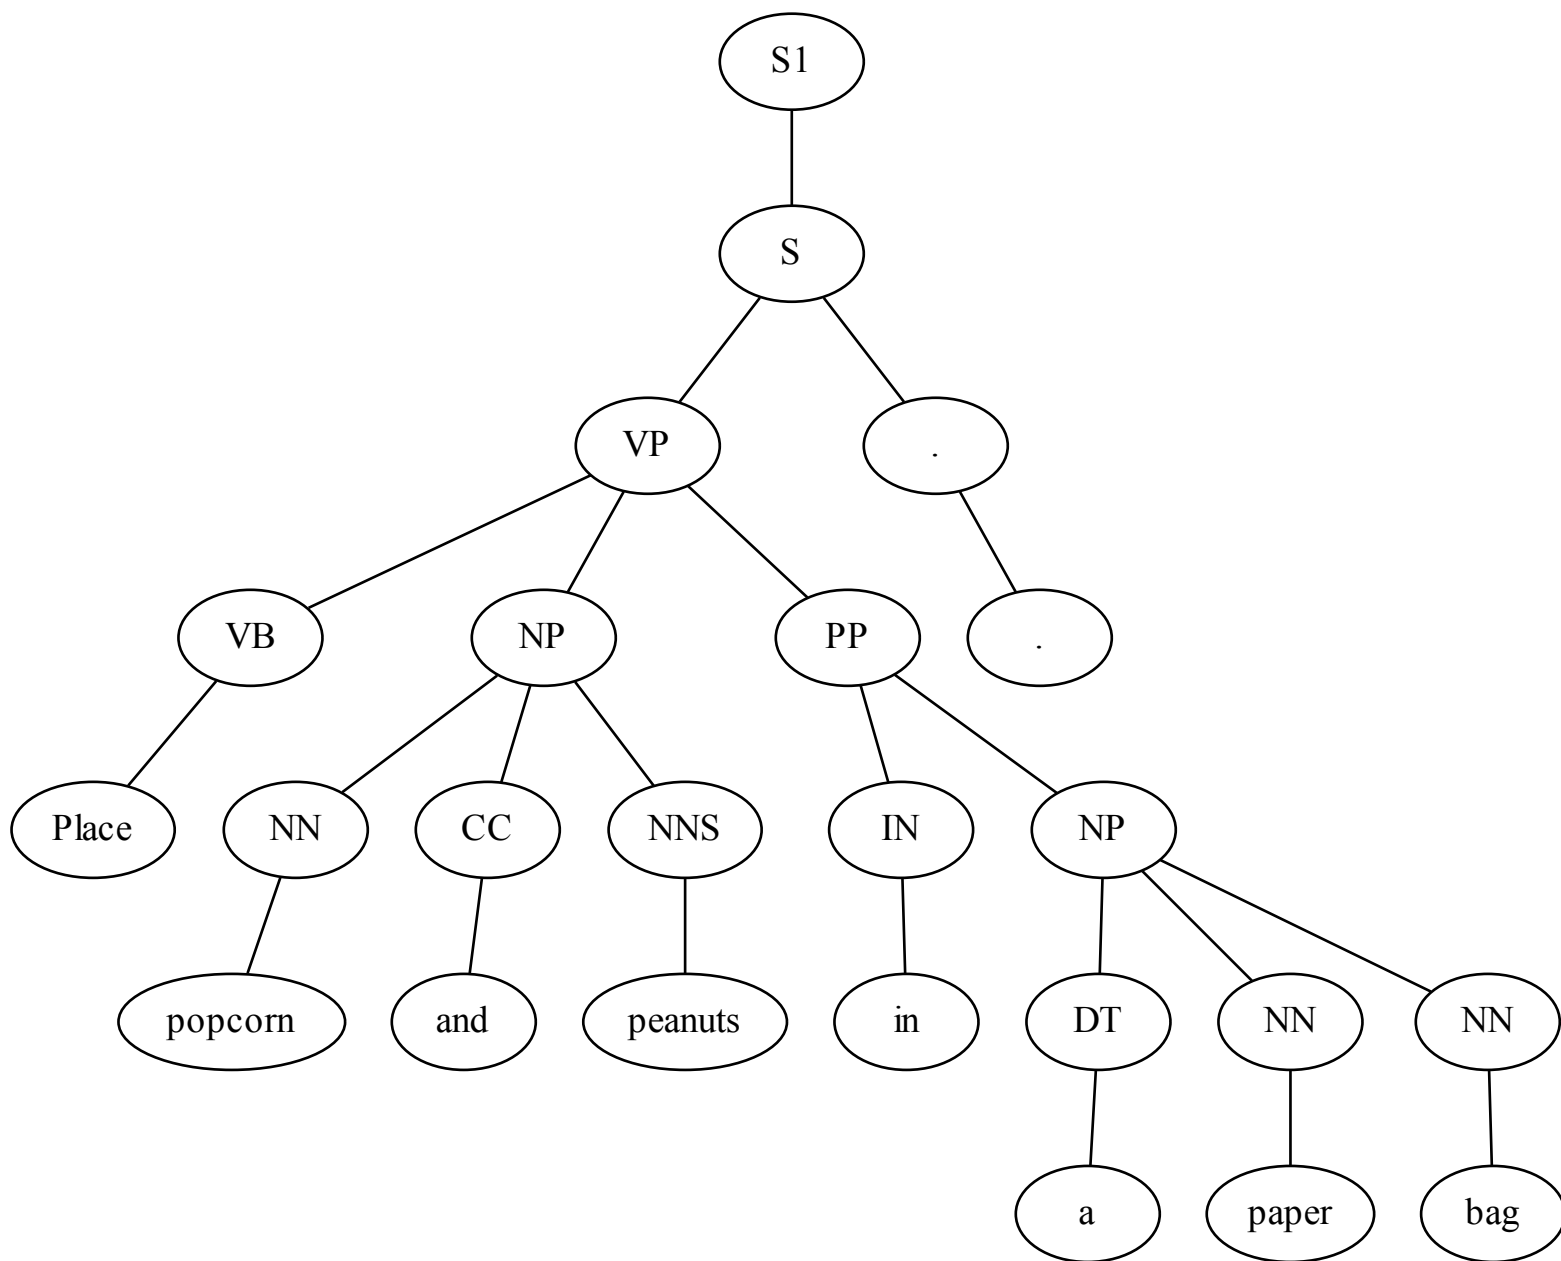 S1
S
VP .
VB NP PP .
Place NN CC NNS IN NP
popcorn and peanuts in DT NN NN
a paper bag